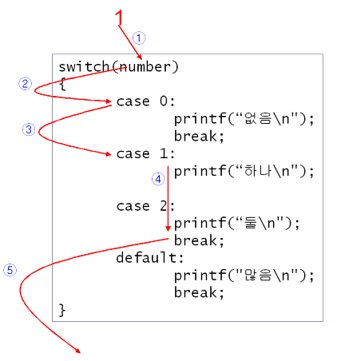 1
①
switch(number)
②
{
case 0:
③
printf(“없음\n");
break;
case 1:
printf(“하나\n");
④
case 2:
printf(“둘\n");
break;
⑤
default:
printf("많음\n");
break;
}